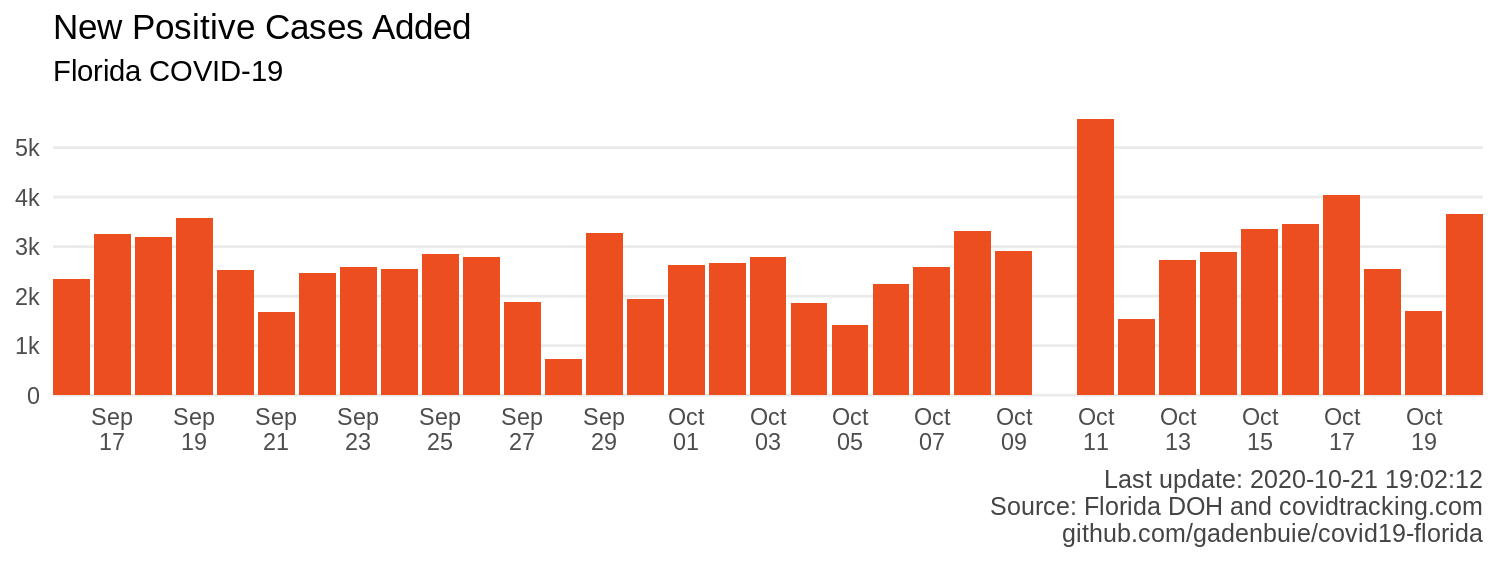 New Positive Cases Added
Florida COVID-19
5k
4k
3k
2k
1k
0
Sep Sep Sep Sep Sep Sep Sep Oct Oct Oct Oct Oct Oct Oct Oct Oct Oct
17 19 21 23 25 27 29 01 03 05 07 09 11 13 15 17 19
Last update: 2020-10-21 19:02:12
Source: Florida DOH and covidtracking.com
github.com/gadenbuie/covid19-florida